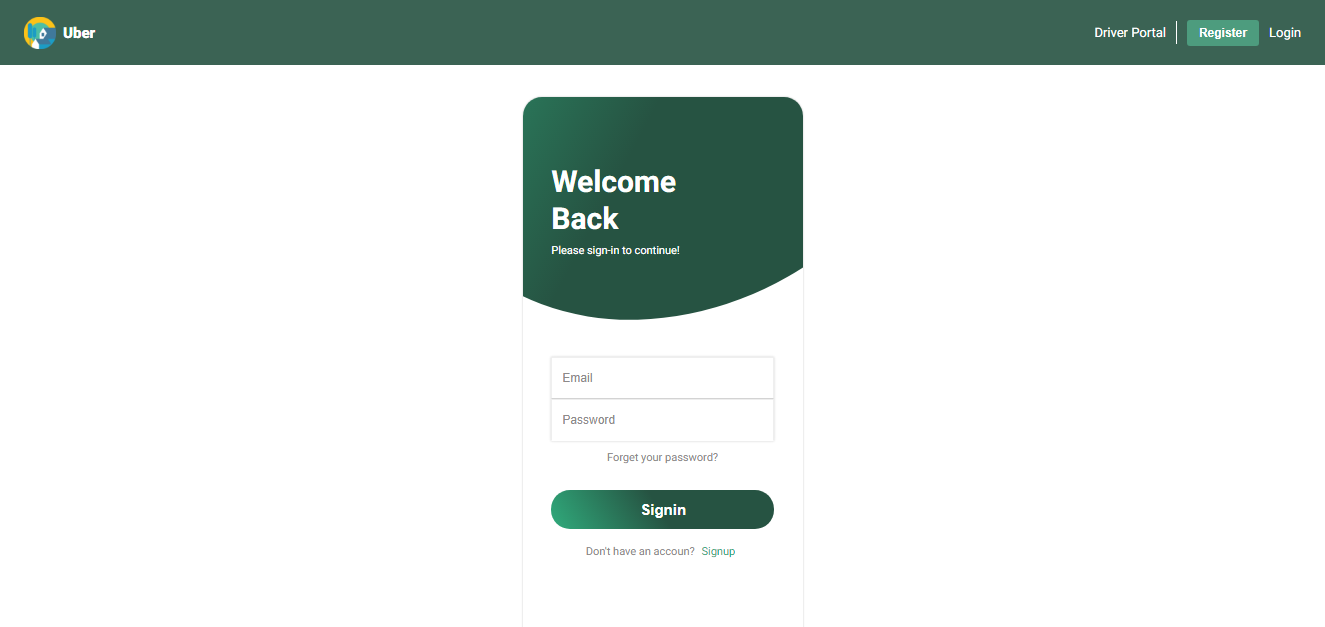 Uber
Driver Portal
Register
Login
Welcome
Back
Please sign-in to continue!
Email
Password
Forget your password?
Signin
Don't have an accoun? Signup